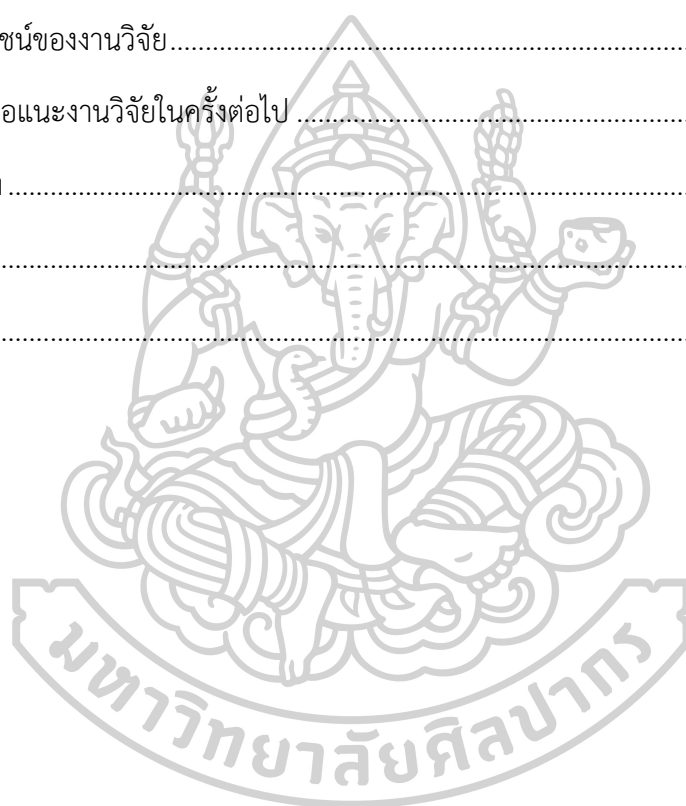 ชน์ของงานวิจัย
อแนะงานวิจัยในครั้งต่อไป
มหาวิทยาลัยศิลปากร